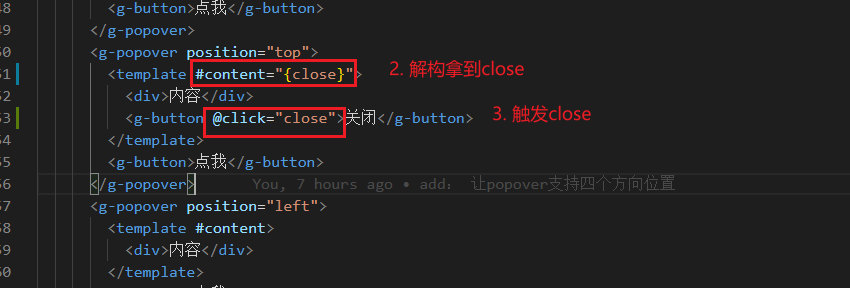 48 <g-button>点我</g-button>
49 </g-popover>
50 <g-popover position="top">
51 <template #content="{close}"> 2. 解构拿到close
52 <div>内容</div>
53 <g-button @click="close">关闭</g-button> 3. 触发close
54 </template>
55 <g-button>点我</g-button>
56 </g-popover> You, 7 hours ago • add： 让popover支持四个方向位置
57 <g-popover position="left">
58 <template #content>
59 <div>内容</div>
60 </template>